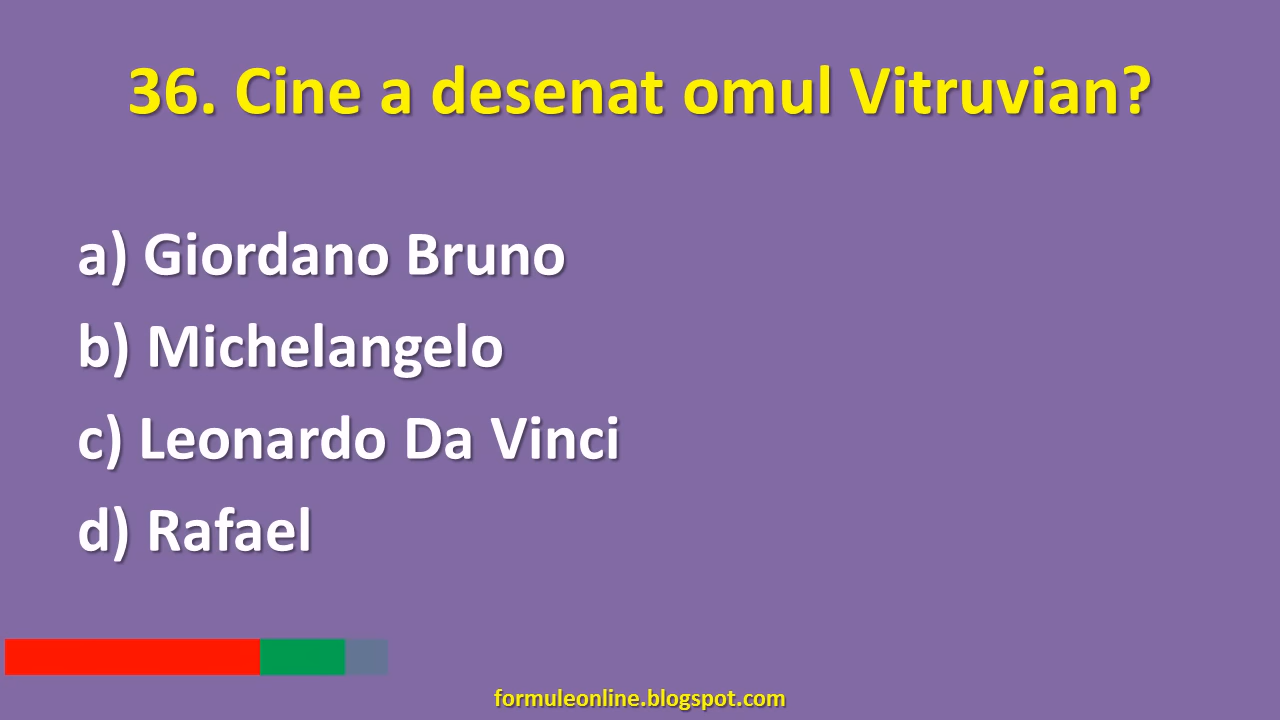 36. Cine a desenat omul Vitruvian?
a) Giordano Bruno
b) Michelangelo
c) Leonardo Da Vinci
d) Rafael
formuleonline.blogspot.com